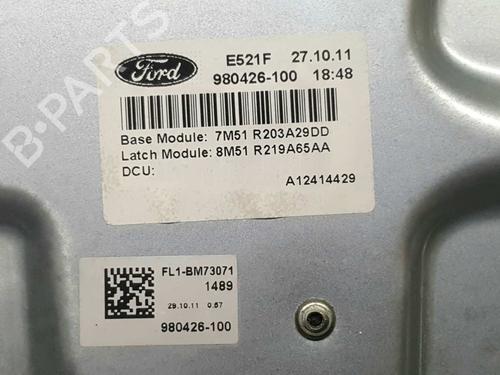 Ford
E521F 27.10.11
980426-100 18:48
Base Module: 7M51 R203A29DD
Latch Module: 8M51 R219A65AA
DCU:
A12414429
FL1-BM73071
1489
29.10.11 0.57
980426-100
B-PARTS